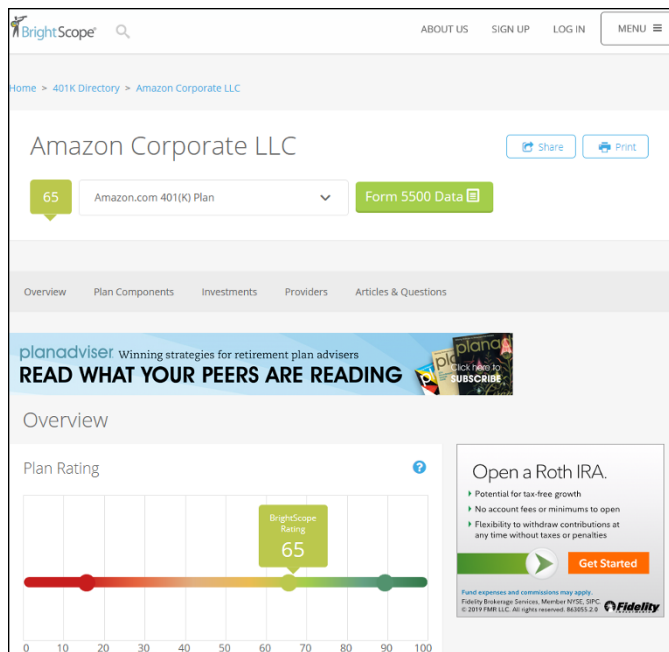 BrightScope
ABOUT US SIGN UP LOG IN MENU
Home > 401K Directory > Amazon Corporate LLC
Amazon Corporate LLC
Share Print
65 Amazon.com 401(K) Plan Form 5500 Data
Overview Plan Components Investments Providers Articles & Questions
planadviser Winning strategies for retirement plan advisers
READ WHAT YOUR PEERS ARE READING
plana
Click here to
SUBSCRIBE
Overview
Plan Rating ?
BrightScope
Rating
65
0 10 20 30 40 50 60 70 80 90 100
Open a Roth IRA.
Potential for tax-free growth
No account fees or minimums to open
Flexibility to withdraw contributions at
any time without taxes or penalties
Get Started
Fund expenses and commissions may apply.
Fidelity Brokerage Services, Member NYSE, SIPC.
© 2019 FMR LLC. All rights reserved. 863055.2.0
Fidelity